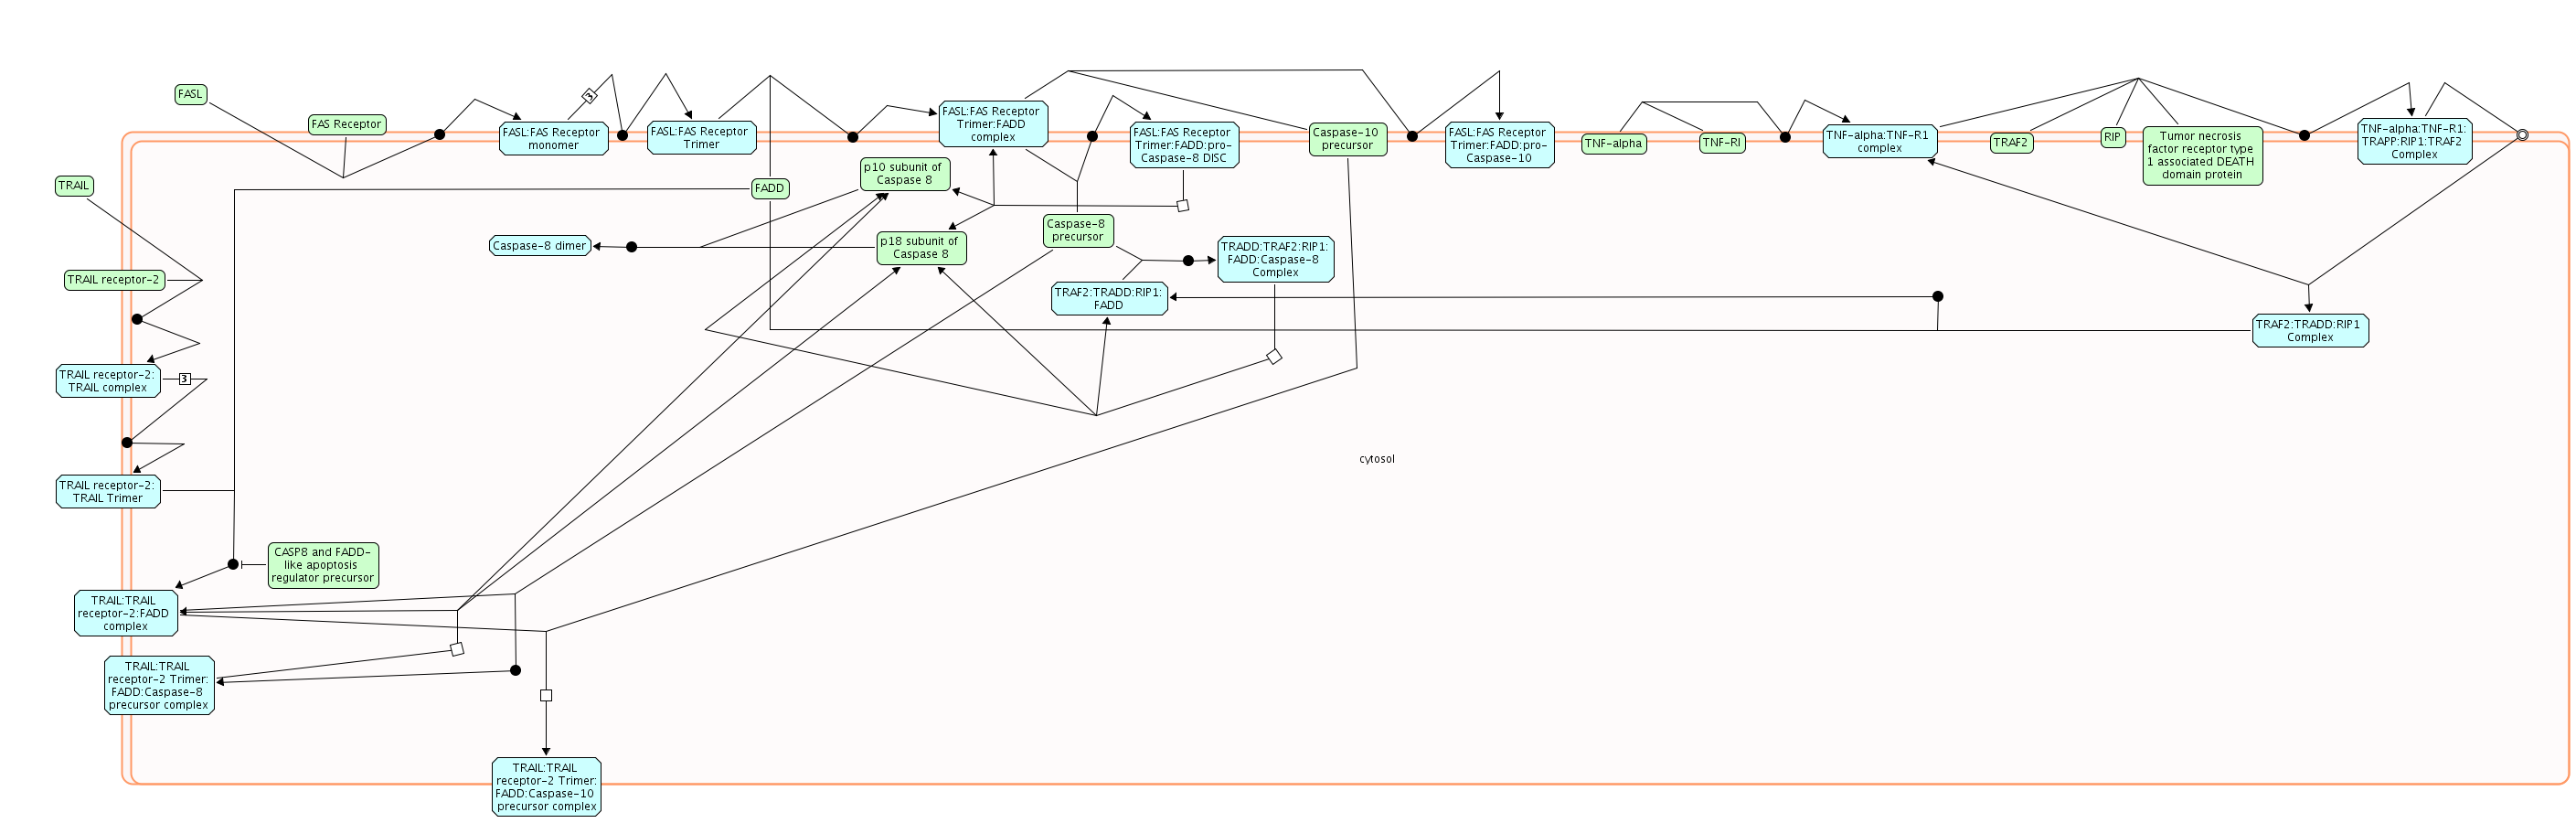 FASL
FAS Receptor
3
FASL:FAS Receptor
monomer
FASL:FAS Receptor
Trimer
FASL:FAS Receptor
Trimer:FADD
complex
FASL:FAS Receptor
Trimer:FADD:pro-
Caspase-8 DISC
Caspase-10
precursor
FASL:FAS Receptor
Trimer:FADD:pro-
Caspase-10
TNF-alpha
TNF-RI
TNF-alpha:TNF-R1
complex
TRAF2
RIP
Tumor necrosis
factor receptor type
1 associated DEATH
domain protein
TNF-alpha:TNF-R1:
TRAPP:RIP1:TRAF2
Complex
TRAIL
FADD
p10 subunit of
Caspase 8
Caspase-8 dimer
p18 subunit of
Caspase 8
Caspase-8
precursor
TRADD:TRAF2:RIP1:
FADD:Caspase-8
Complex
TRAIL receptor-2
TRAF2:TRADD:RIP1:
FADD
TRAF2:TRADD:RIP1
Complex
TRAIL receptor-2:
TRAIL complex
3
cytosol
TRAIL receptor-2:
TRAIL Trimer
CASP8 and FADD-
like apoptosis
regulator precursor
TRAIL:TRAIL
receptor-2:FADD
complex
TRAIL:TRAIL
receptor-2 Trimer:
FADD:Caspase-8
precursor complex
TRAIL:TRAIL
receptor-2 Trimer:
FADD:Caspase-10
precursor complex